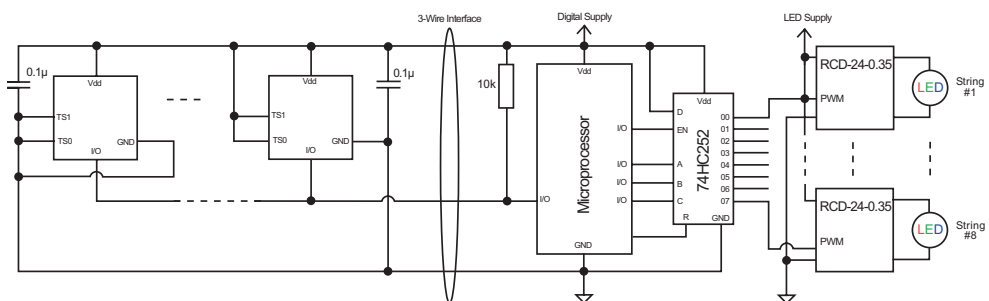 3-Wire Interface
Digital Supply
LED Supply
0.1µ
Vdd
TS1
TS0
GND
I/O
Vdd
TS1
TS0
GND
I/O
0.1µ
10k
Vdd
I/O
I/O
I/O
I/O
I/O
GND
Microprocessor
Vdd
D
EN
A
B
C
R
GND
00
01
02
03
04
05
06
07
74HC252
RCD-24-0.35
PWM
LED
String
#1
RCD-24-0.35
PWM
LED
String
#8